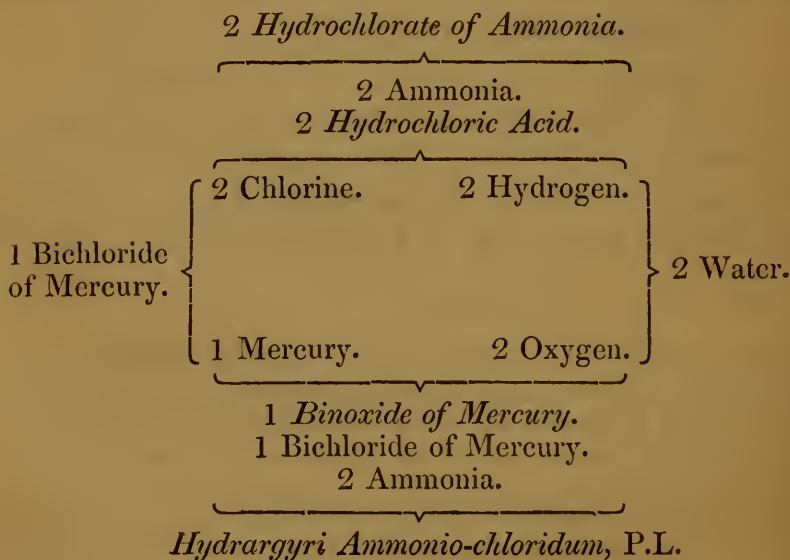 2 Hydrochlorate of Ammonia.
2 Ammonia.
2 Hydrochloric Acid.
2 Chlorine. 2 Hydrogen.
1 Bichloride
of Mercury.
2 Water.
1 Mercury. 2 Oxygen.
1 Binoxide of Mercury.
1 Bichloride of Mercury.
2 Ammonia.
Hydrargyri Ammonio-chloridum, P.L.